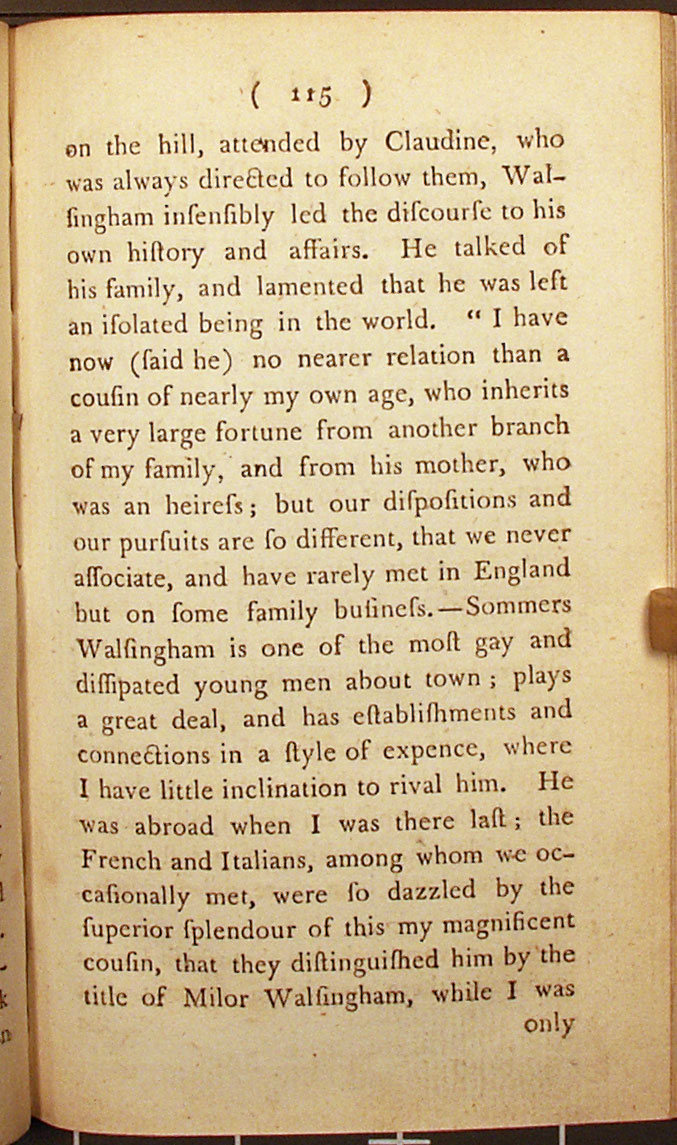 ( 115 )
on the hill, attended by Claudine, who
was always directed to follow them, Wal-
ſingham inſenſibly led the diſcourſe to his
own hiſtory and affairs. He talked of
his family, and lamented that he was left
an iſolated being in the world. “ I have
now (ſaid he) no nearer relation than a
couſin of nearly my own age, who inherits
a very large fortune from another branch
of my family, and from his mother, who
was an heireſs; but our diſpoſitions and
our purſuits are ſo different, that we never
aſſociate, and have rarely met in England
but on ſome family buſineſs.—Sommers
Walſingham is one of the moſt gay and
diſſipated young men about town; plays
a great deal, and has eſtabliſhments and
connections in a ſtyle of expence, where
I have little inclination to rival him. He
was abroad when I was there laſt; the
French and Italians, among whom we oc-
caſionally met, were ſo dazzled by the
ſuperior ſplendour of this my magnificent
couſin, that they diſtinguiſhed him by the
title of Milor Walſingham, while I was
only